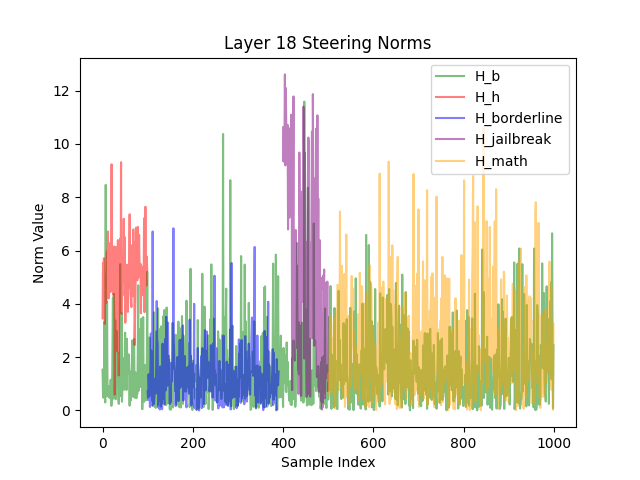 Layer 18 Steering Norms
H_b
H_h
H_borderline
H_jailbreak
H_math
Norm Value
12
10
8
6
4
2
0
0
200
400
600
800
1000
Sample Index